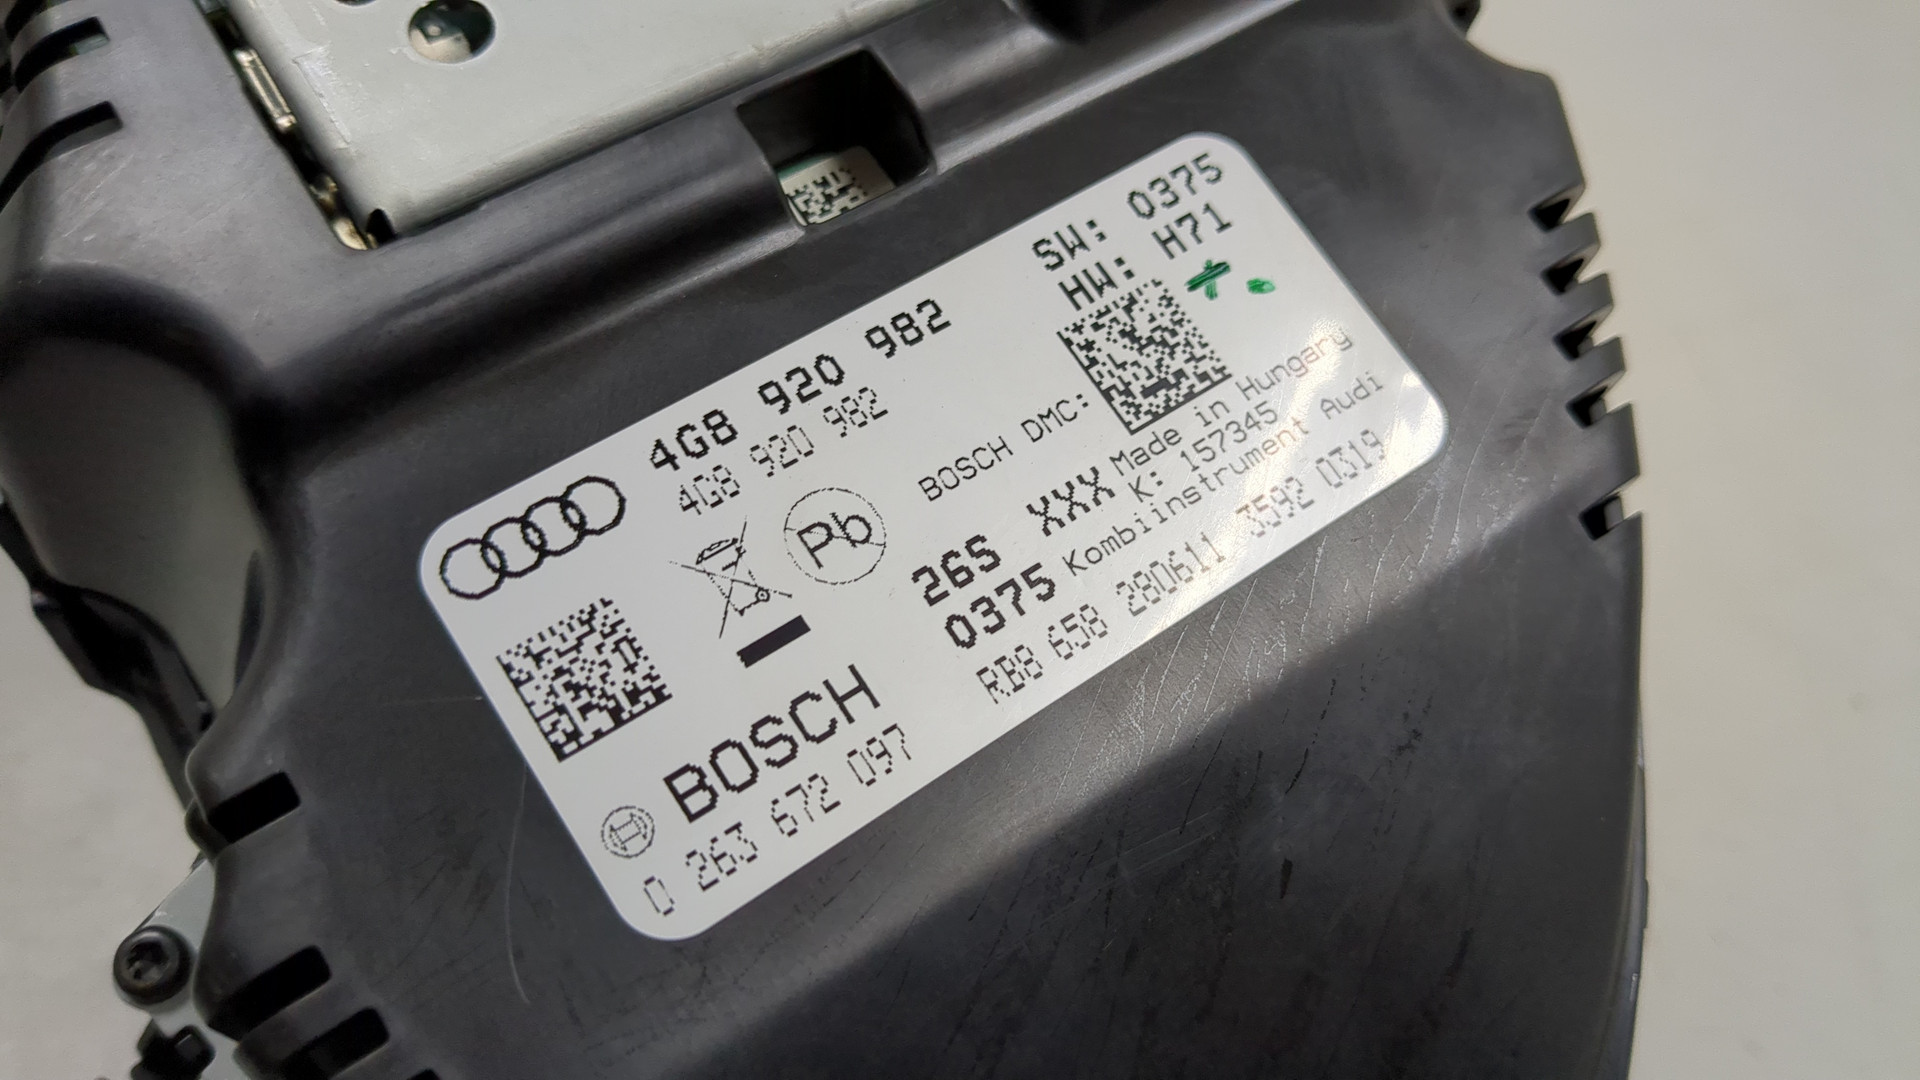 4G8 920 982
4G8 920 982
SW: 0375
HW: H71
Pb
BOSCH DMC:
265 XXX
0375
Made in Hungary
K: 157345
Kombiinstrument Audi
RB8 658 280611 3592 0319
BOSCH
0 263 672 097